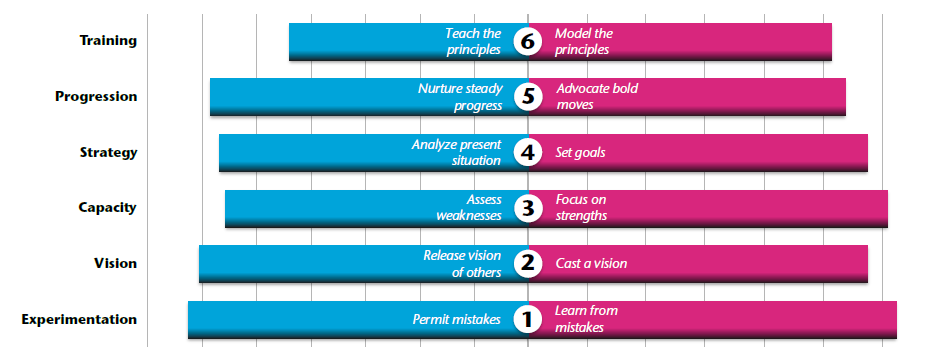 Training
Teach the
principles
6
Model the
principles
Progression
Nurture steady
progress
5
Advocate bold
moves
Strategy
Analyze present
situation
4
Set goals
Capacity
Assess
weaknesses
3
Focus on
strengths
Vision
Release vision
of others
2
Cast a vision
Experimentation
Permit mistakes
1
Learn from
mistakes